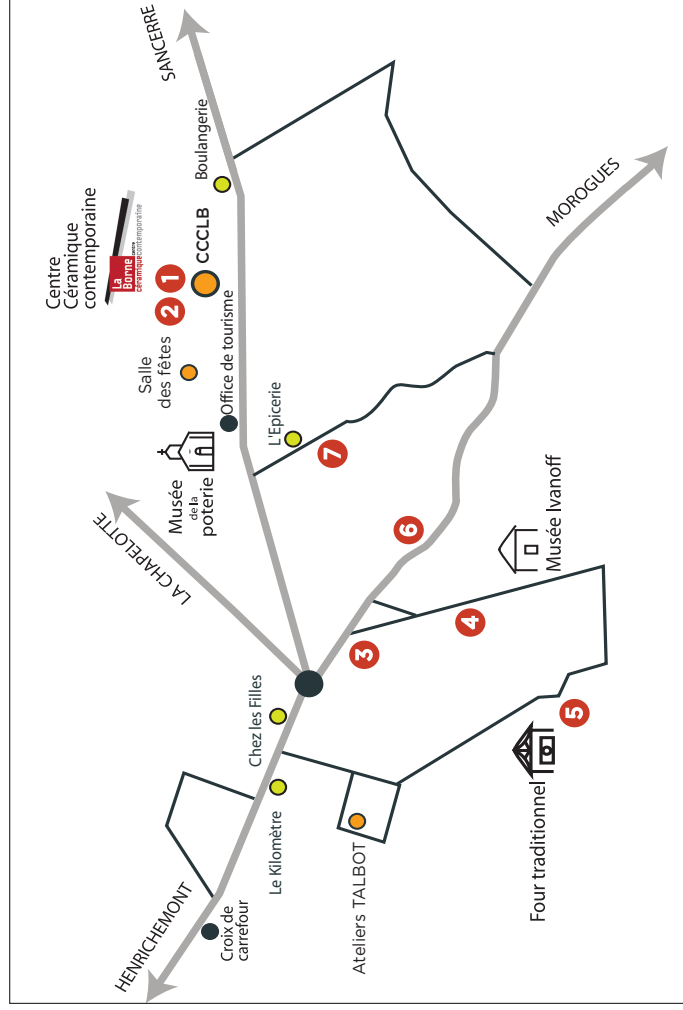 SANCERRE
Boulangerie
Centre
Céramique
contemporaine
La
Borne
centre
céramiquecontemporaine
CCCLB
1
2
Salle
des fêtes
Office de tourisme
L'Epicerie
7
Musée
de la
poterie
LA CHAPELOTTE
MOROGUES
6
Musée Ivanoff
4
3
5
Chez les Filles
Le Kilomètre
Four traditionnel
Ateliers TALBOT
HENRICHEMONT
Croix de
carrefour